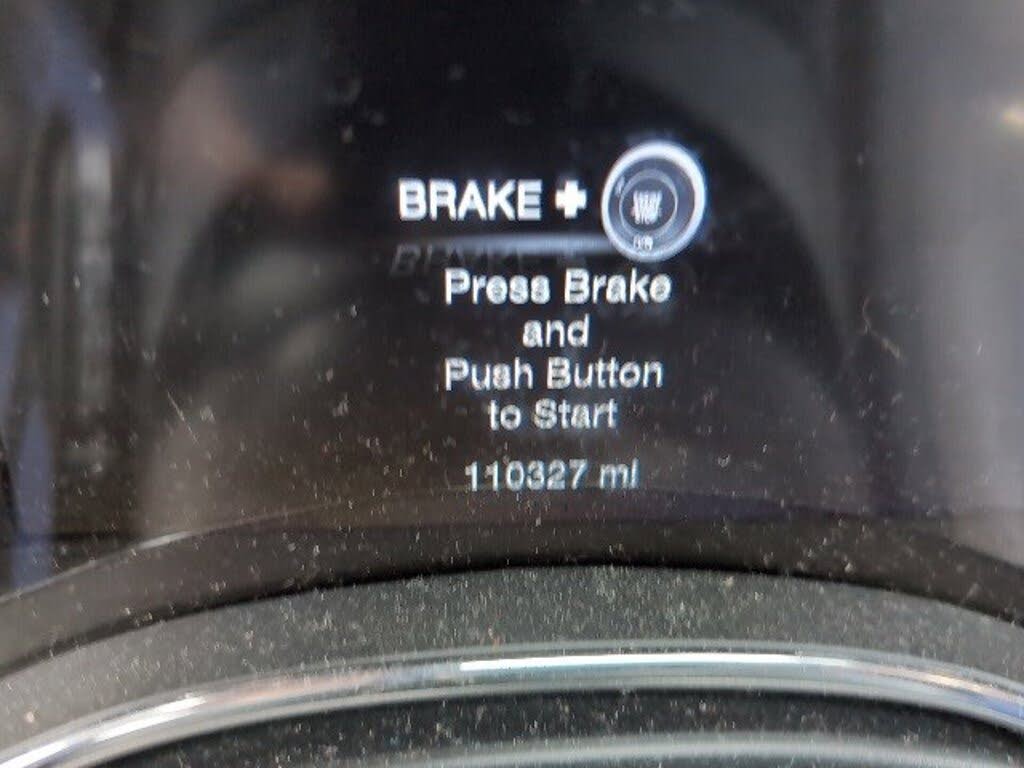 BRAKE +
Press Brake
and
Push Button
to Start
110327 mi